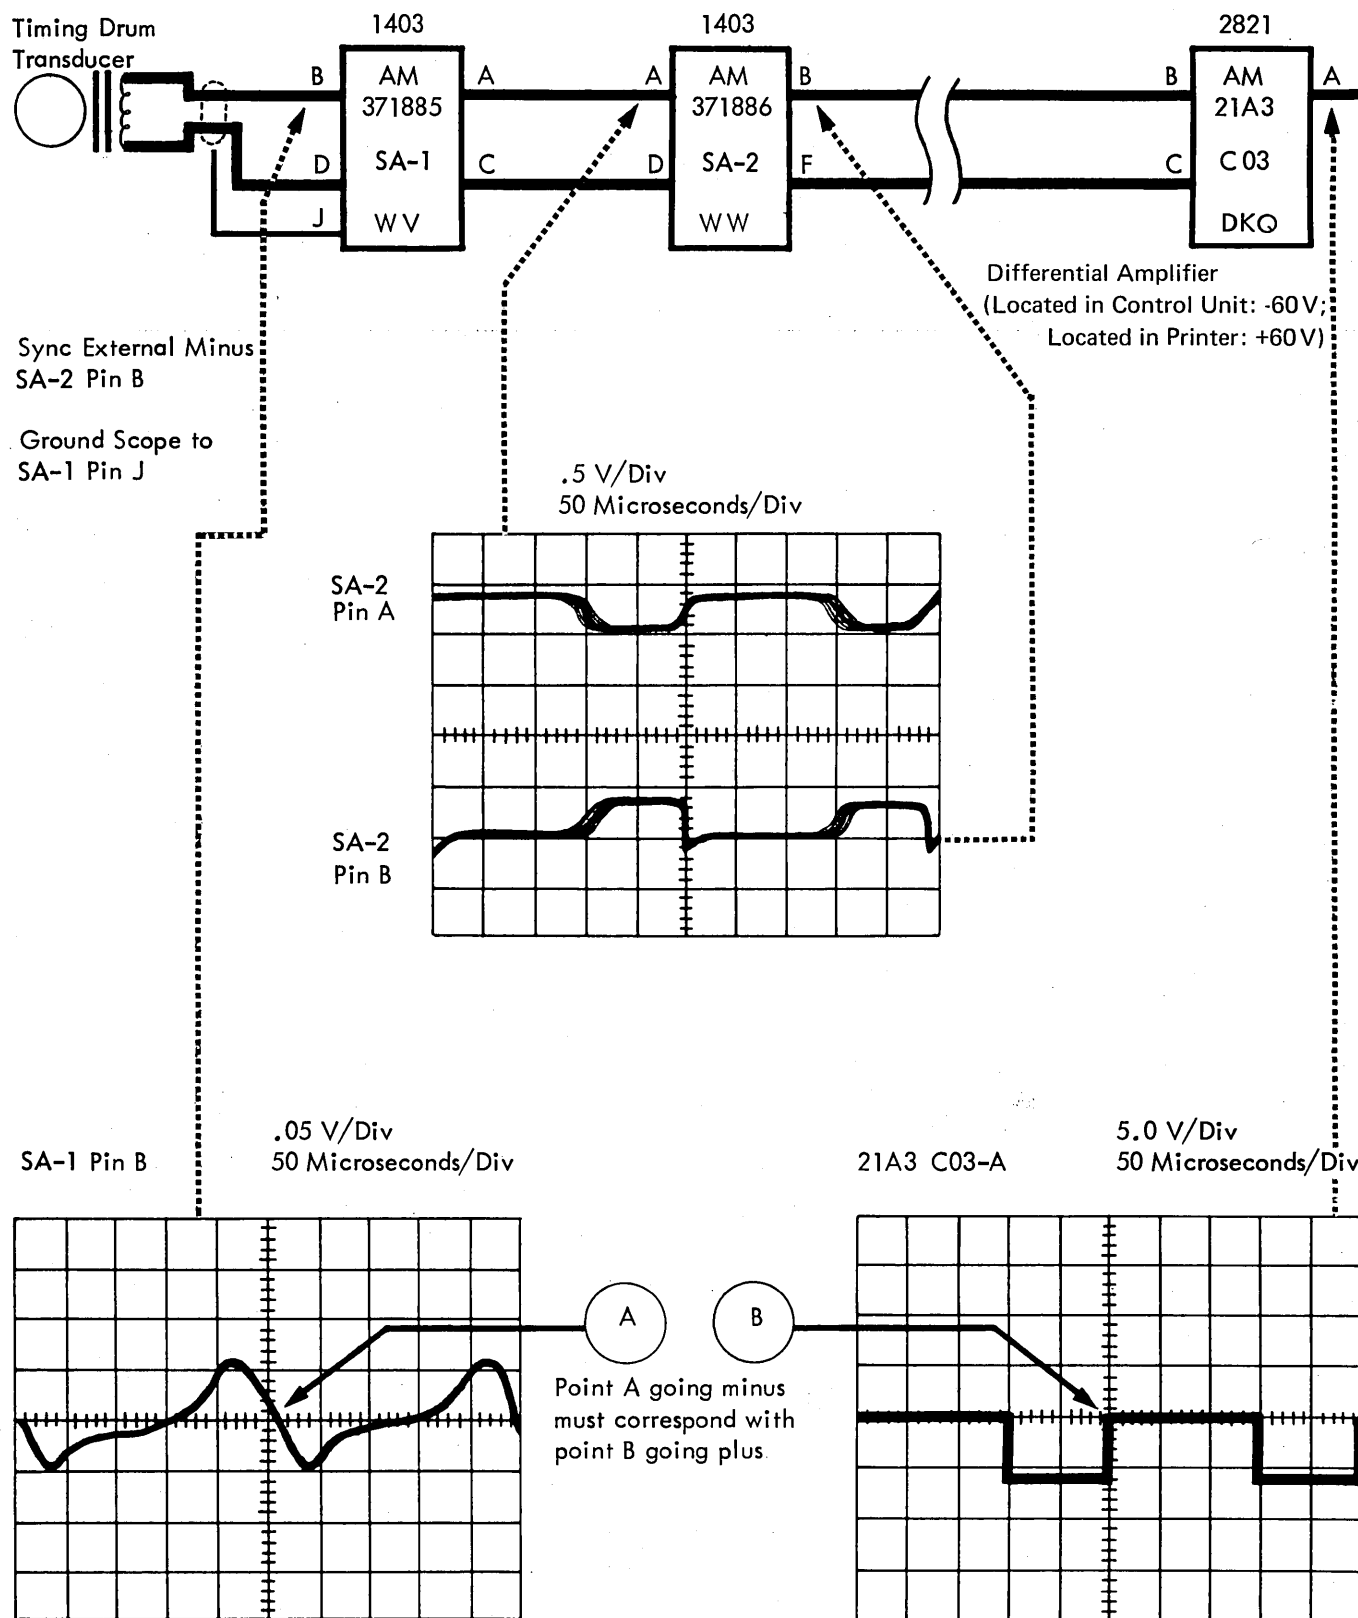 Timing Drum
Transducer
1403
1403
2821
B
AM
371885
SA-1
WV
D
J
A
C
A
D
AM
371886
SA-2
WW
B
F
B
C
AM
21A3
C03
DKQ
A
Differential Amplifier
(Located in Control Unit: -60V;
Located in Printer: +60V)
Sync External Minus
SA-2 Pin B
Ground Scope to
SA-1 Pin J
.5 V/Div
50 Microseconds/Div
SA-2
Pin A
SA-2
Pin B
SA-1 Pin B
.05 V/Div
50 Microseconds/Div
21A3 C03-A
5.0 V/Div
50 Microseconds/Div
A
B
Point A going minus
must correspond with
point B going plus